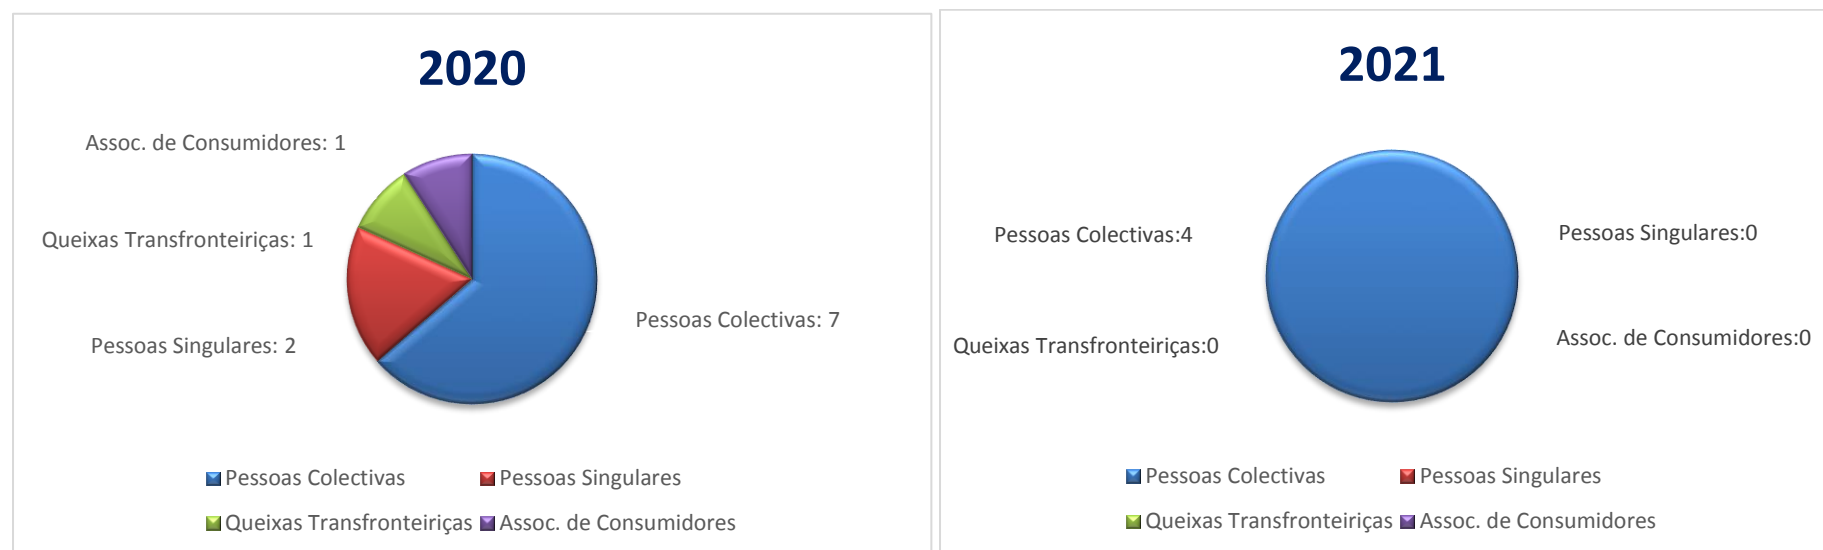 2020
Assoc. de Consumidores: 1
Queixas Transfronteiriças: 1
Pessoas Singulares: 2
Pessoas Colectivas: 7
Pessoas Colectivas
Pessoas Singulares
Queixas Transfronteiriças
Assoc. de Consumidores
2021
Pessoas Colectivas:4
Pessoas Singulares:0
Queixas Transfronteiriças:0
Assoc. de Consumidores:0
Pessoas Colectivas
Pessoas Singulares
Queixas Transfronteiriças
Assoc. de Consumidores